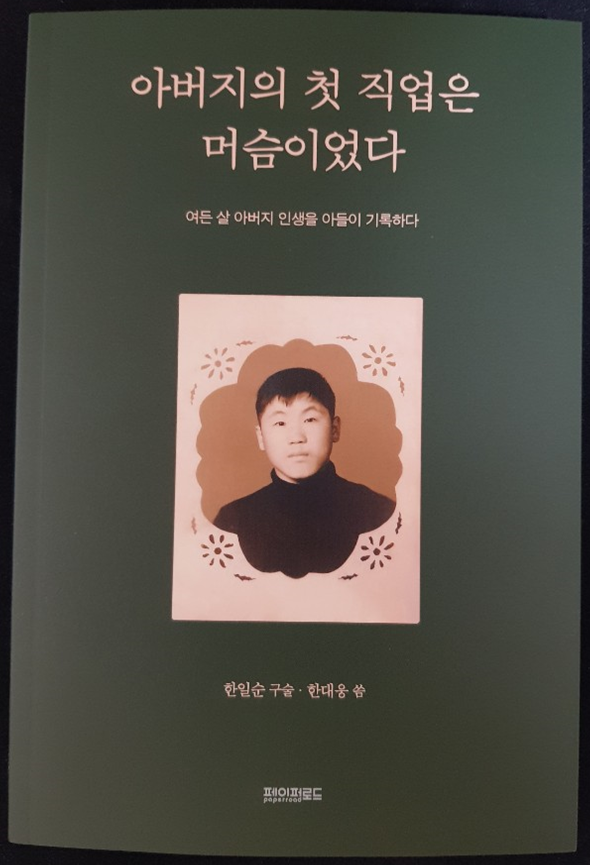 아버지의 첫 직업은
머슴이었다
여든 살 아버지 인생을 아들이 기록하다
한일순 구술 · 한대웅 씀
페이퍼로드
paperroad